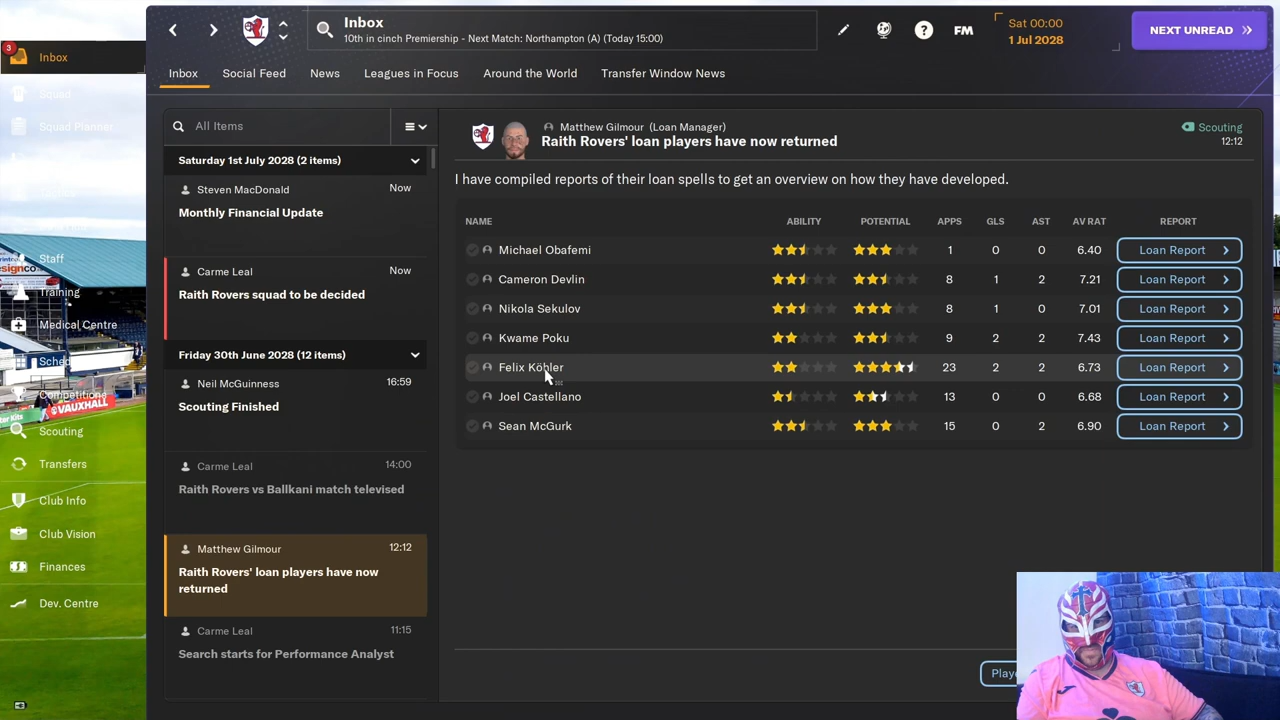 Inbox
10th in cinch Premiership - Next Match: Northampton (A) (Today 15:00)
FM
Sat 00:00
1 Jul 2028
NEXT UNREAD
3
Inbox
Squad
Squad Planner
Staff
Training
Medical Centre
Sched
Competitions
Scouting
Transfers
Club Info
Club Vision
Finances
Dev. Centre
VAUXHALL
Inbox
Social Feed
News
Leagues in Focus
Around the World
Transfer Window News
All Items
Saturday 1st July 2028 (2 items)
Steven MacDonald
Now
Monthly Financial Update
Carme Leal
Now
Raith Rovers squad to be decided
Friday 30th June 2028 (12 items)
Neil McGuinness
16:59
Scouting Finished
Carme Leal
14:00
Raith Rovers vs Ballkani match televised
Matthew Gilmour
12:12
Raith Rovers' loan players have now
returned
Carme Leal
11:15
Search starts for Performance Analyst
Matthew Gilmour (Loan Manager)
Raith Rovers' loan players have now returned
Scouting
12:12
I have compiled reports of their loan spells to get an overview on how they have developed.
NAME ABILITY POTENTIAL APPS GLS AST AV RAT REPORT
Michael Obafemi 1 0 0 6.40 Loan Report
Cameron Devlin 8 1 2 7.21 Loan Report
Nikola Sekulov 8 1 0 7.01 Loan Report
Kwame Poku 9 2 2 7.43 Loan Report
Felix Köhler 23 2 2 6.73 Loan Report
Joel Castellano 13 0 0 6.68 Loan Report
Sean McGurk 15 0 2 6.90 Loan Report